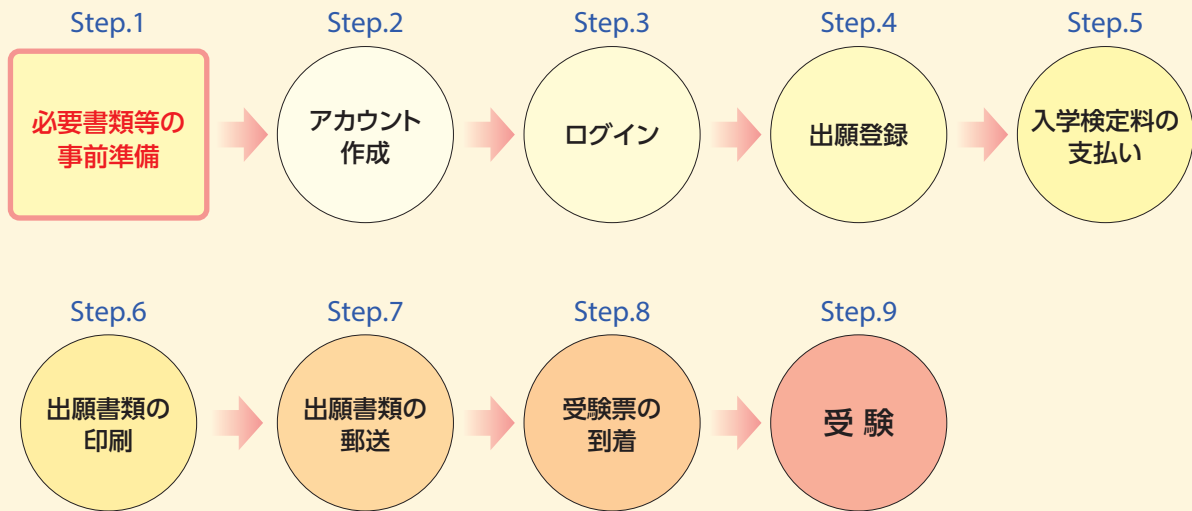 Step.1
必要書類等の
事前準備
Step.2
アカウント
作成
Step.3
ログイン
Step.4
出願登録
Step.5
入学検定料の
支払い
Step.6
出願書類の
印刷
Step.7
出願書類の
郵送
Step.8
受験票の
到着
Step.9
受 験